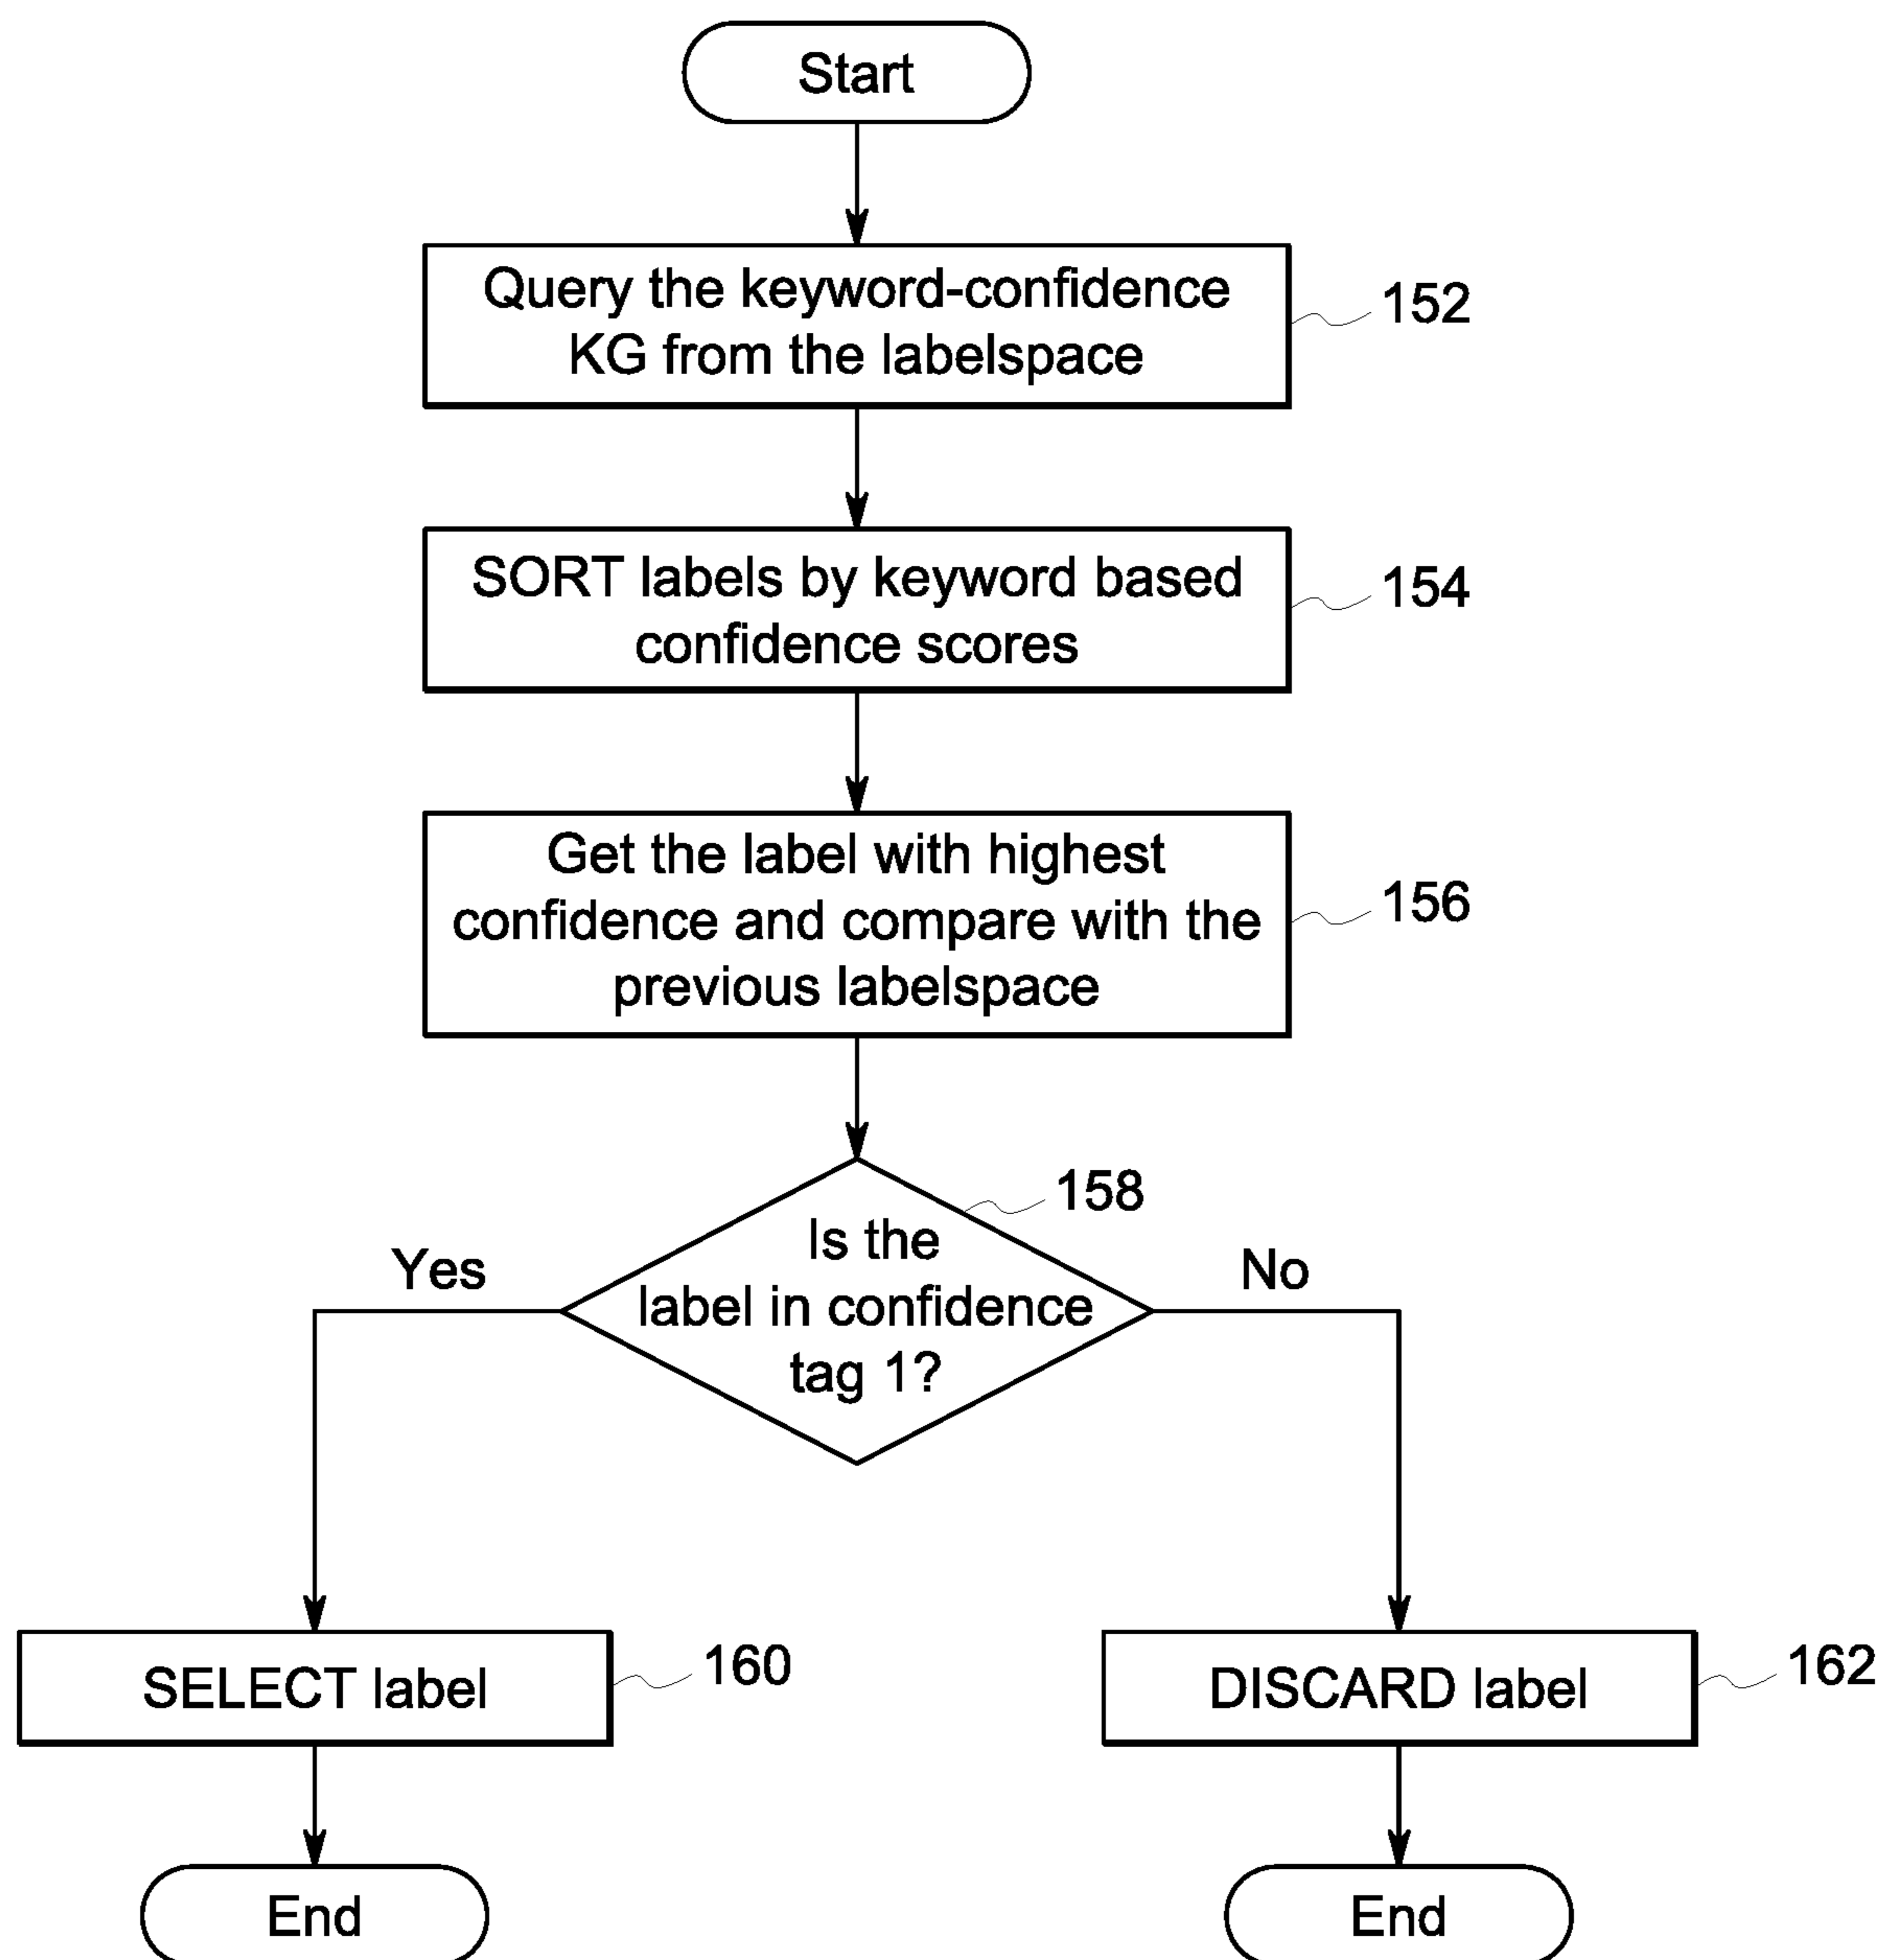 Start
Query the keyword-confidence
KG from the labelspace
152
SORT labels by keyword based
confidence scores
154
Get the label with highest
confidence and compare with the
previous labelspace
156
158
Is the
label in confidence
tag 1?
Yes
No
SELECT label
160
DISCARD label
162
End
End